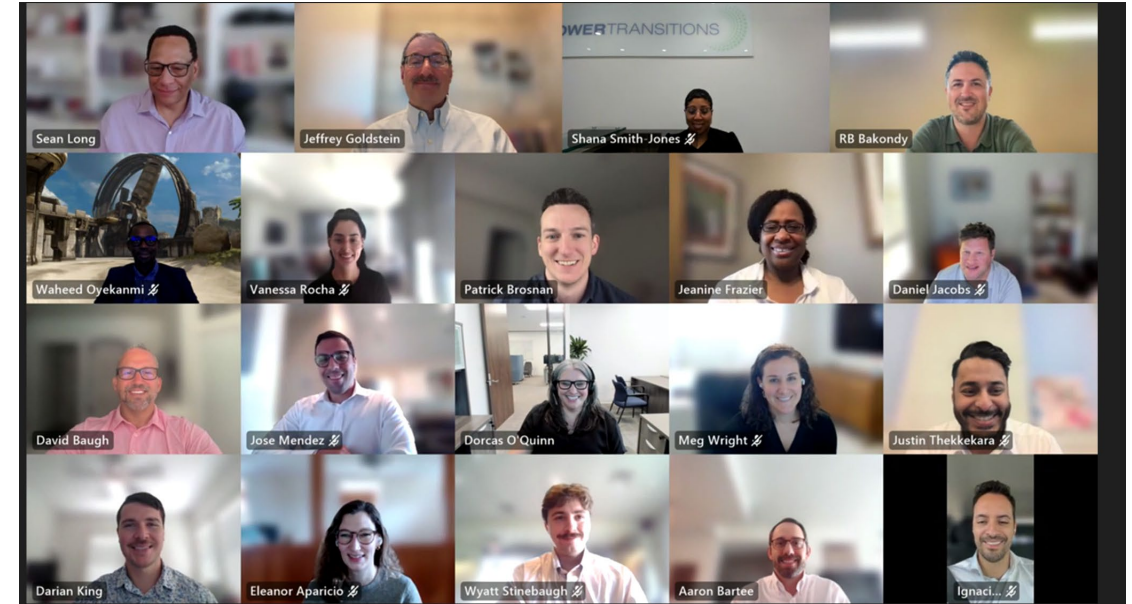 Sean Long
Jeffrey Goldstein
OWERTRANSITIONS
Shana Smith-Jones
RB Bakondy
Waheed Oyekanmi
Vanessa Rocha
Patrick Brosnan
Jeanine Frazier
Daniel Jacobs
David Baugh
Jose Mendez
Dorcas O'Quinn
Meg Wright
Justin Thekkekara
Darian King
Eleanor Aparicio
Wyatt Stinebaugh
Aaron Bartee
Ignaci...